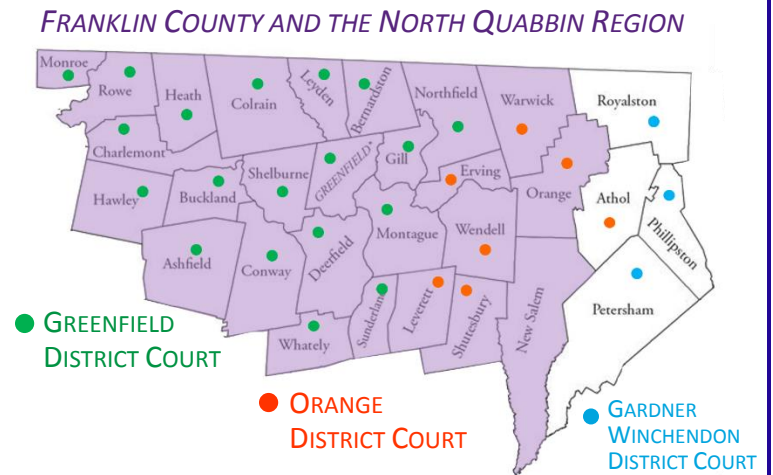 FRANKLIN COUNTY AND THE NORTH QUABBIN REGION
Monroe
Rowe
Heath
Colrain
Leyden
Bernardston
Northfield
Warwick
Royalston
Charlemont
Shelburne
GREENFIELD*
Gill
Erving
Orange
Athol
Phillipston
Hawley
Buckland
Ashfield
Conway
Deerfield
Montague
Wendell
Petersham
Whately
Sunderland
Leverett
Shutesbury
New Salem
GREENFIELD
DISTRICT COURT
ORANGE
DISTRICT COURT
GARDNER
WINCHENDON
DISTRICT COURT